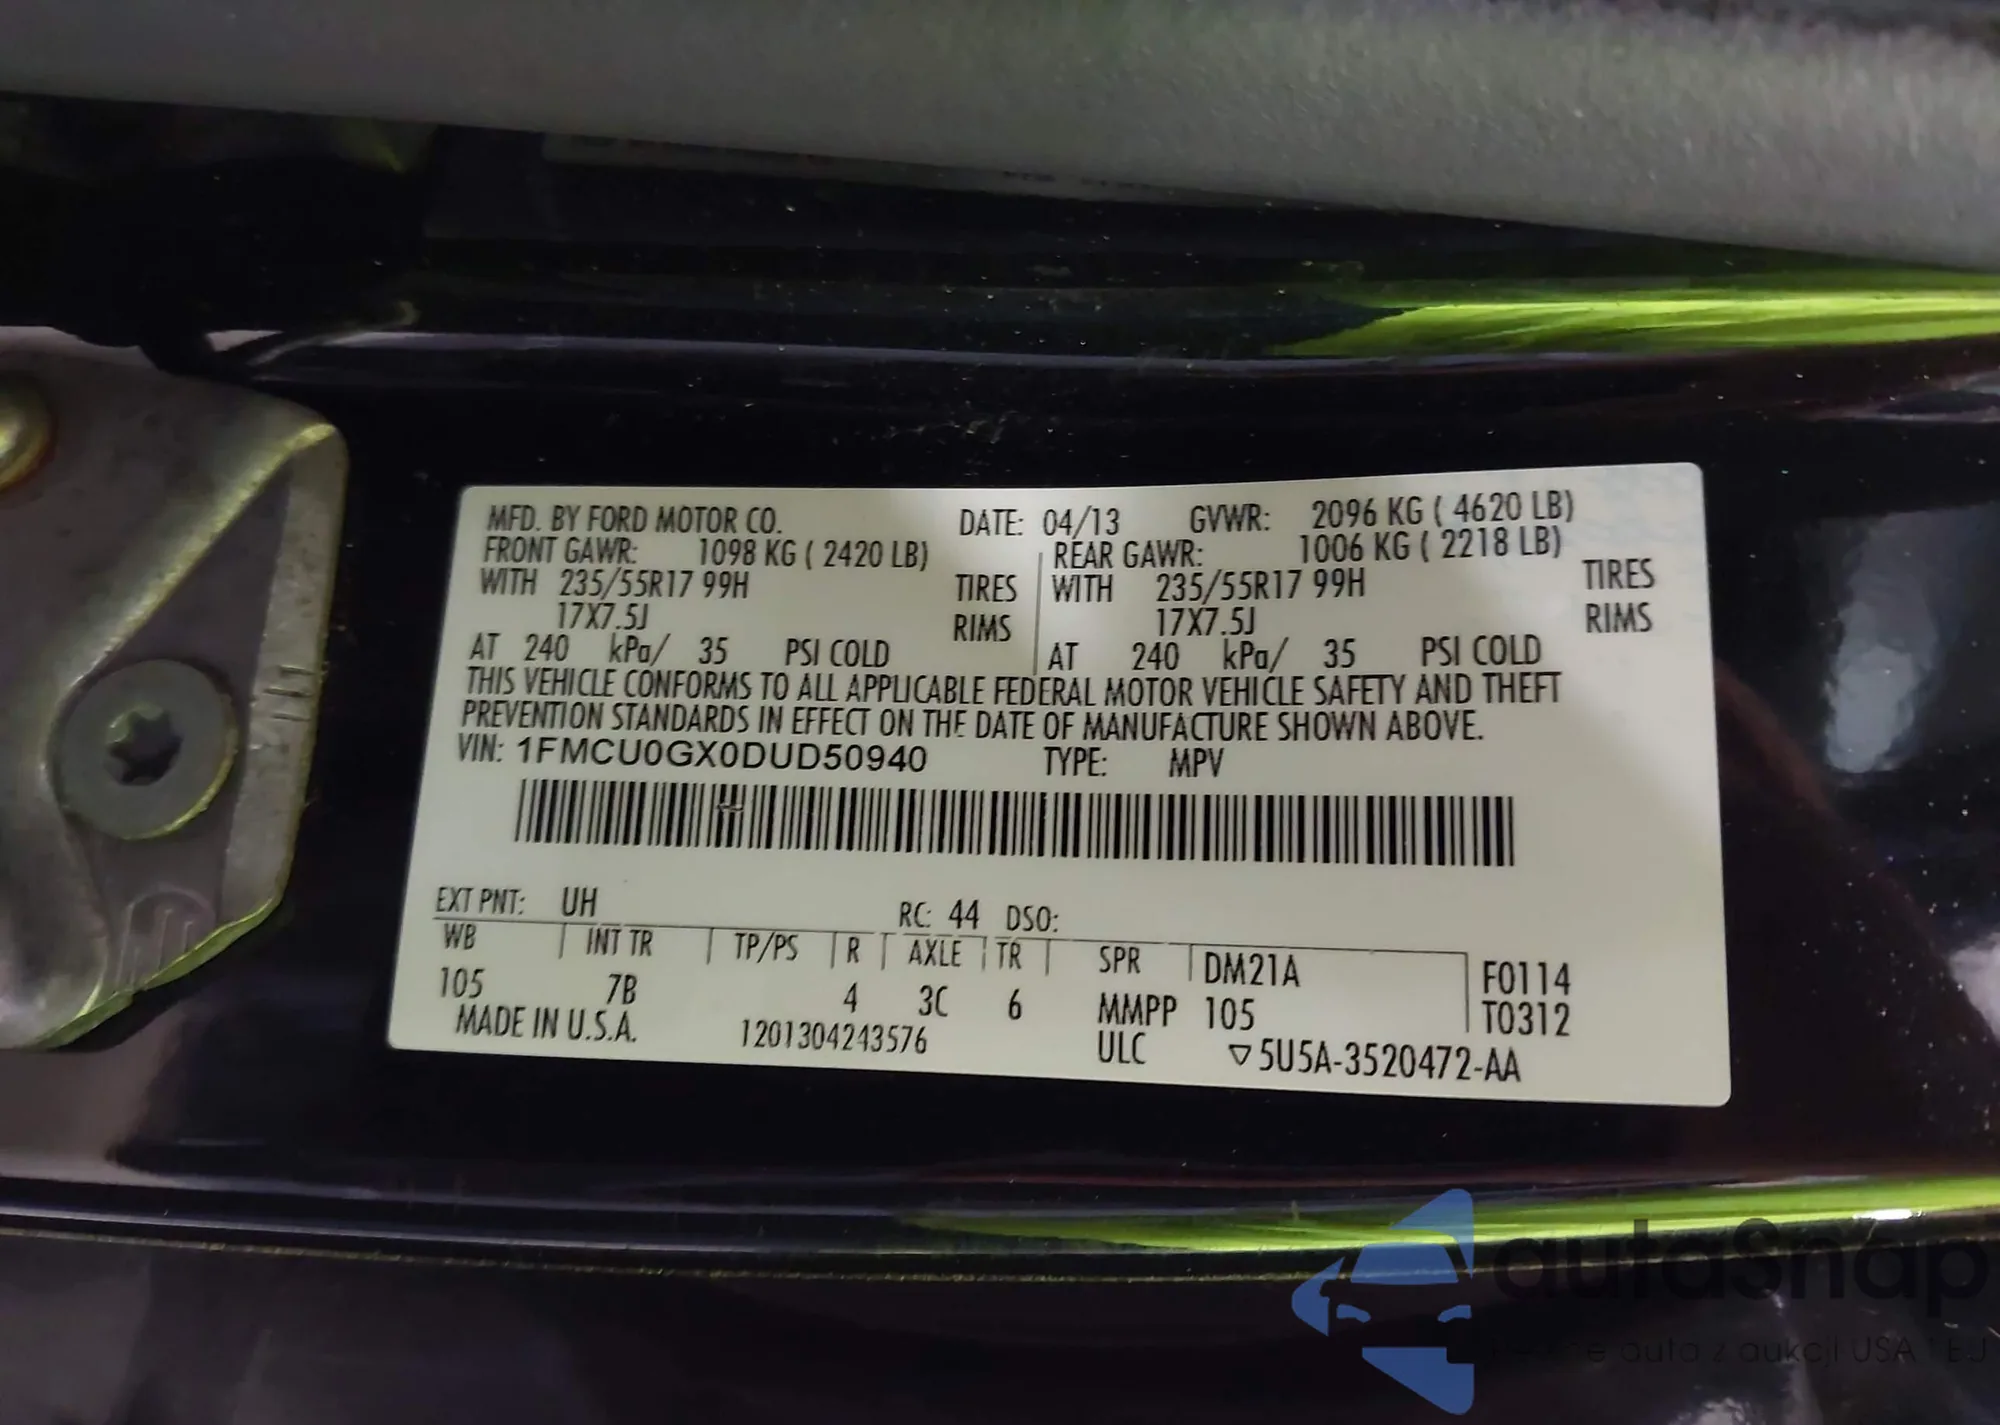 MFD. BY FORD MOTOR CO. DATE: 04/13 GVWR: 2096 KG ( 4620 LB)
FRONT GAWR: 1098 KG ( 2420 LB) REAR GAWR: 1006 KG ( 2218 LB)
WITH 235/55R17 99H TIRES WITH 235/55R17 99H TIRES
17X7.5J RIMS 17X7.5J RIMS
AT 240 kPa/ 35 PSI COLD AT 240 kPa/ 35 PSI COLD
THIS VEHICLE CONFORMS TO ALL APPLICABLE FEDERAL MOTOR VEHICLE SAFETY AND THEFT
PREVENTION STANDARDS IN EFFECT ON THE DATE OF MANUFACTURE SHOWN ABOVE.
VIN: 1FMCU0GX0DUD50940 TYPE: MPV
EXT PNT: UH RC: 44 DSO:
WB INT TR TP/PS R AXLE TR SPR DM21A F0114
105 7B 4 3C 6 MMPP 105 T0312
MADE IN U.S.A. 1201304243576 ULC ▽5U5A-3520472-AA
autoSnap
auta z aukcji USA i EU